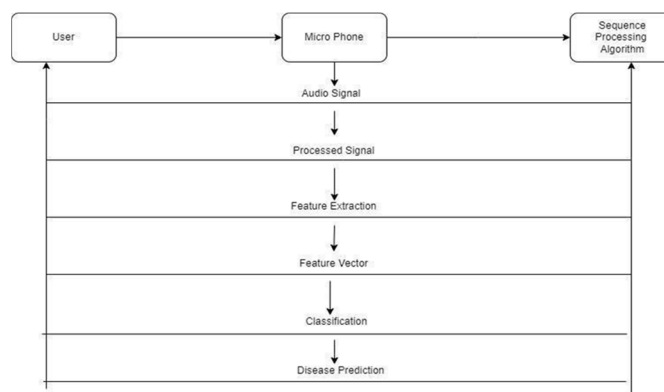 User
Micro Phone
Sequence
Processing
Algorithm
Audio Signal
Processed Signal
Feature Extraction
Feature Vector
Classification
Disease Prediction